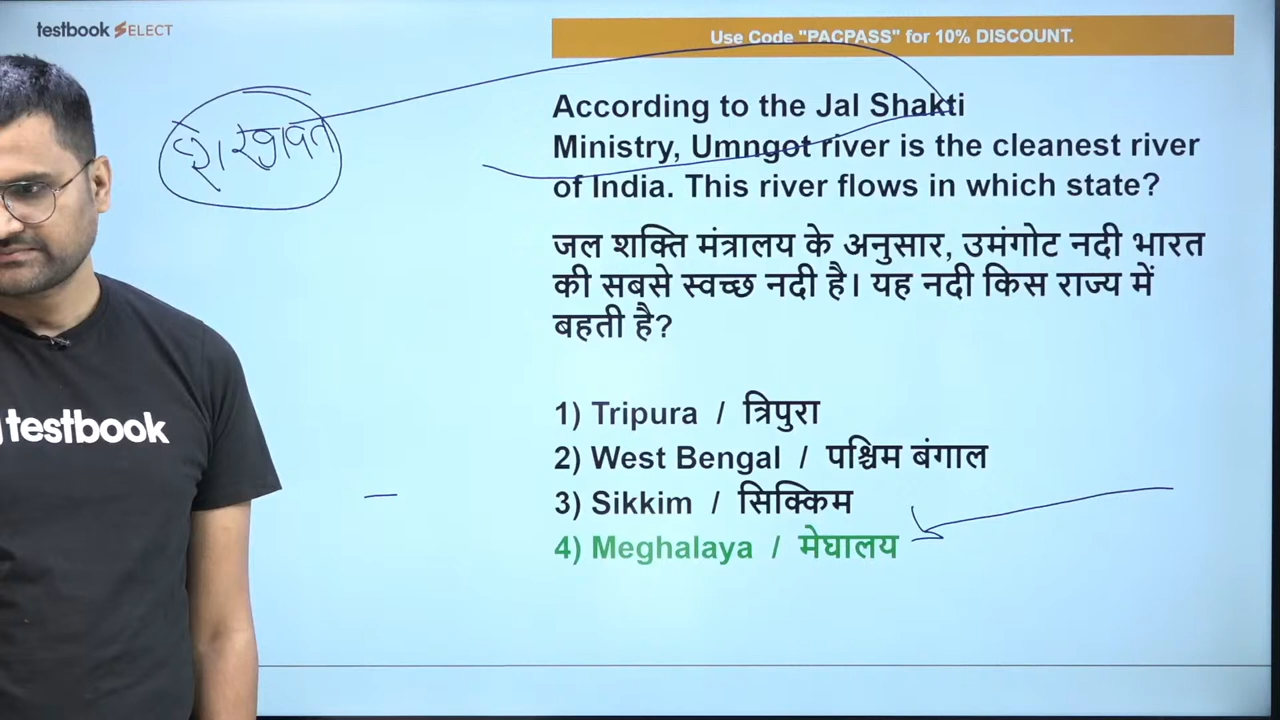 testbook SELECT
Use Code "PACPASS" for 10% DISCOUNT.
According to the Jal Shakti
Ministry, Umngot river is the cleanest river
of India. This river flows in which state?
जल शक्ति मंत्रालय के अनुसार, उमंगोट नदी भारत
की सबसे स्वच्छ नदी है। यह नदी किस राज्य में
बहती है?
1) Tripura / त्रिपुरा
2) West Bengal / पश्चिम बंगाल
3) Sikkim / सिक्किम
4) Meghalaya / मेघालय
testbook